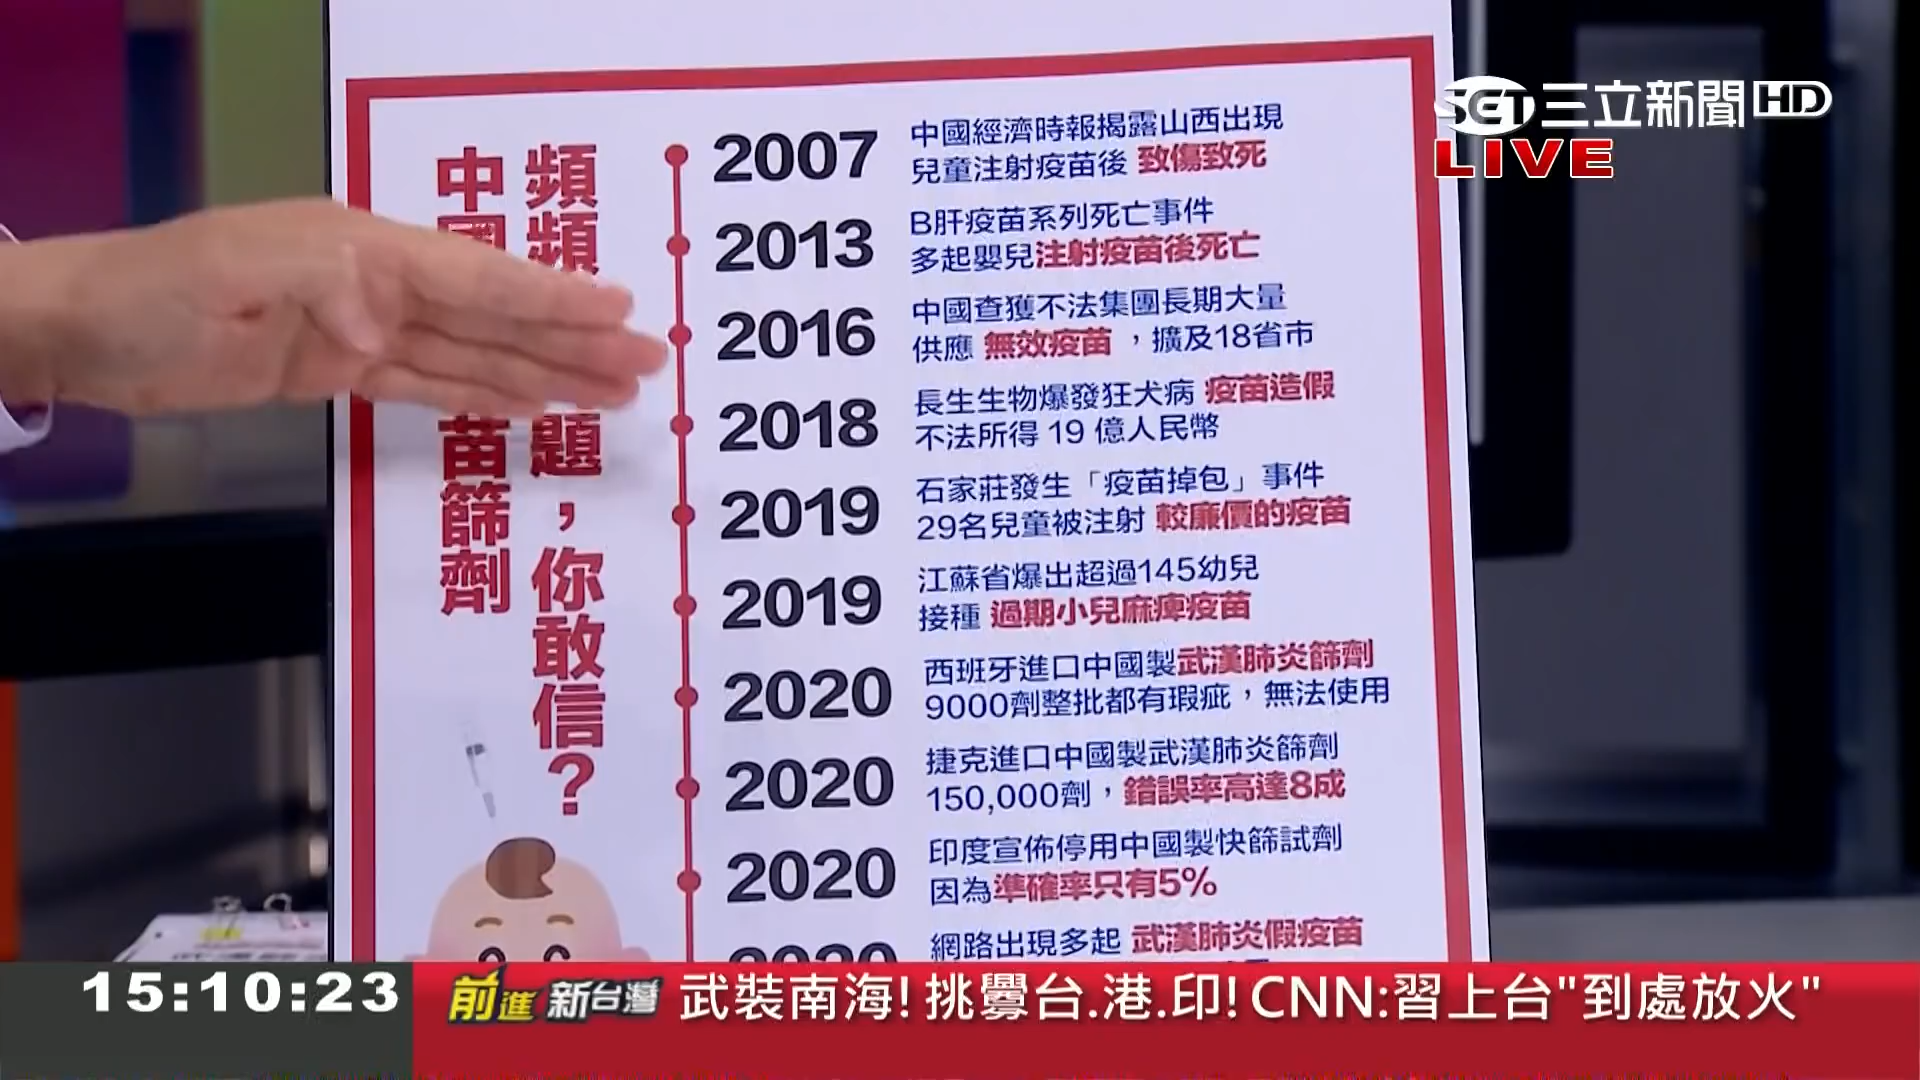 中國
苗篩劑
頻頻
題，你敢信？
2007
中國經濟時報揭露山西出現
兒童注射疫苗後 致傷致死
2013
B肝疫苗系列死亡事件
多起嬰兒注射疫苗後死亡
2016
中國查獲不法集團長期大量
供應 無效疫苗 ，擴及18省市
2018
長生生物爆發狂犬病 疫苗造假
不法所得 19 億人民幣
2019
石家莊發生「疫苗掉包」事件
29名兒童被注射 較廉價的疫苗
2019
江蘇省爆出超過145幼兒
接種 過期小兒麻痺疫苗
2020
西班牙進口中國製武漢肺炎篩劑
9000劑整批都有瑕疵，無法使用
2020
捷克進口中國製武漢肺炎篩劑
150,000劑，錯誤率高達8成
2020
印度宣佈停用中國製快篩試劑
因為準確率只有5%
2020
網路出現多起 武漢肺炎假疫苗
SET三立新聞HD
LIVE
15:10:23
前進新台灣
武裝南海! 挑釁台.港.印! CNN:習上台"到處放火"